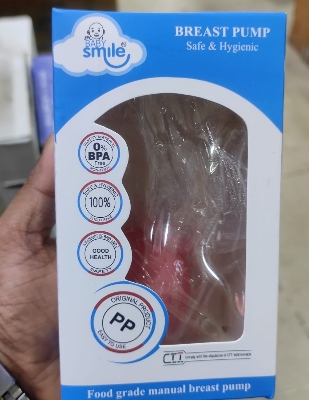 BABY
smile
BREAST PUMP
Safe & Hygienic
0%
BPA
Free
100%
GOOD
HEALTH
SAFETY
ORIGINAL PRODUCT
PP
EASY TO USE
CTI
Food grade manual breast pump